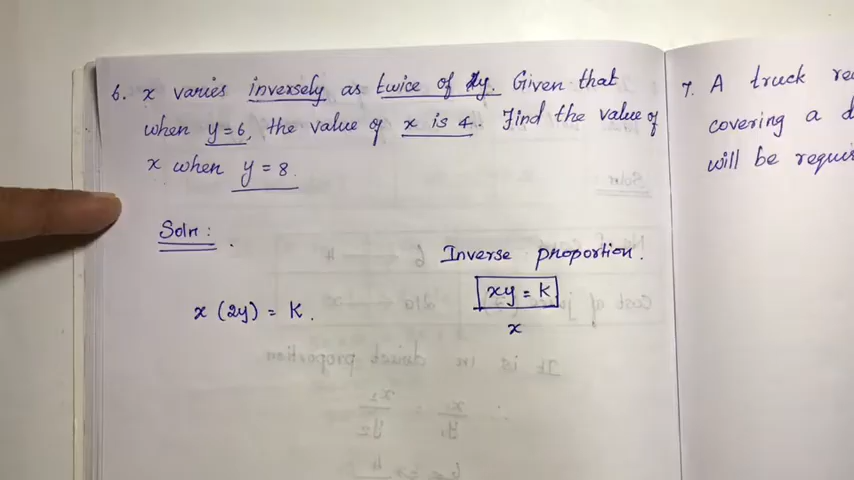 6. x varies inversely as twice of y. Given that
when y = 6, the value of x is 4. Find the value of
x when y = 8.
Soln :
Inverse proportion.
xy = K
x (2y) = K.
x
7. A truck
covering a
will be